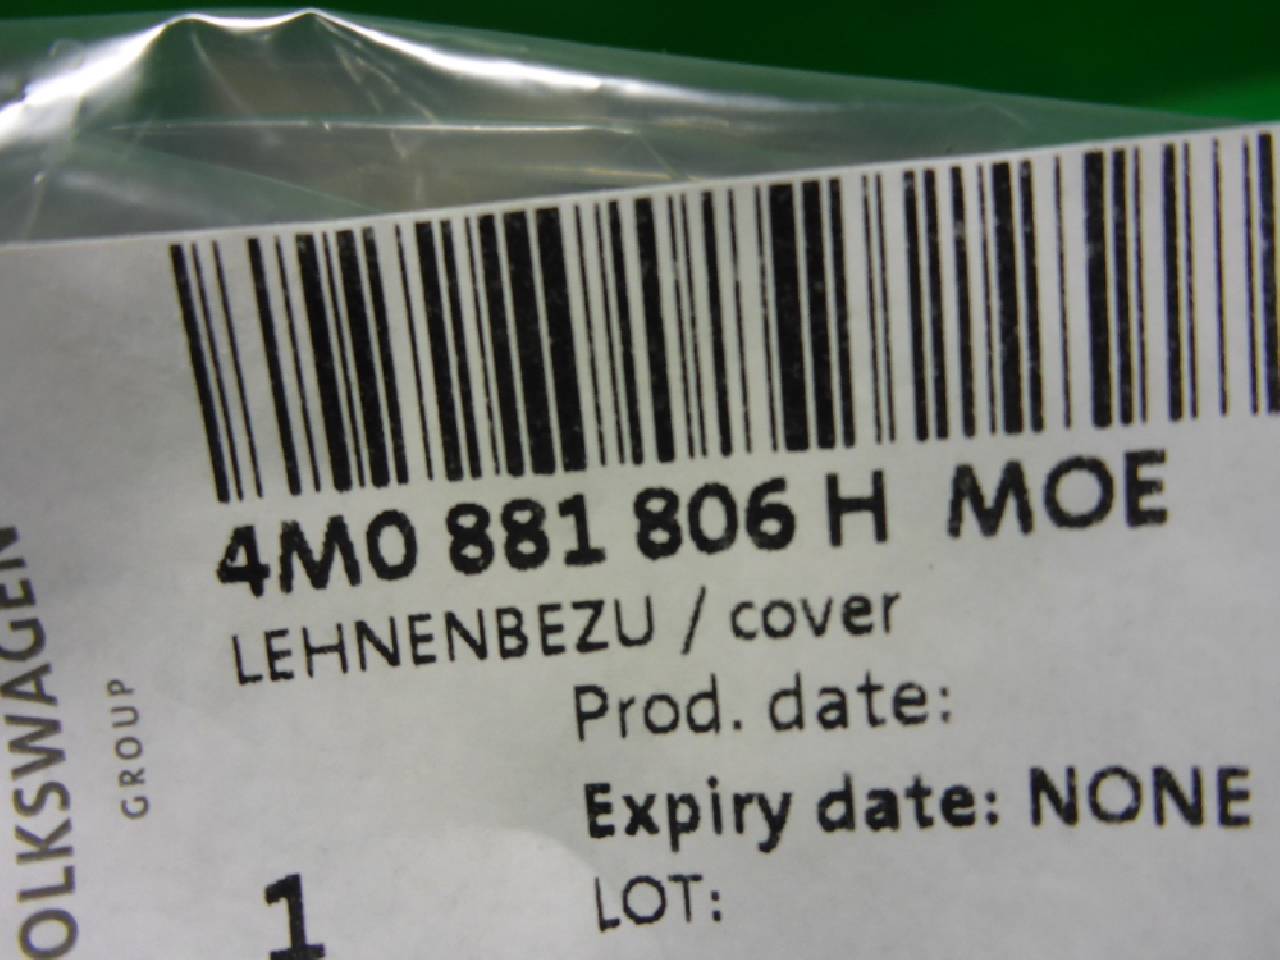 4M0 881 806 H MOE
LEHNENBEZU / cover
Prod. date:
Expiry date: NONE
LOT:
1
OLKSWAGEN
GROUP